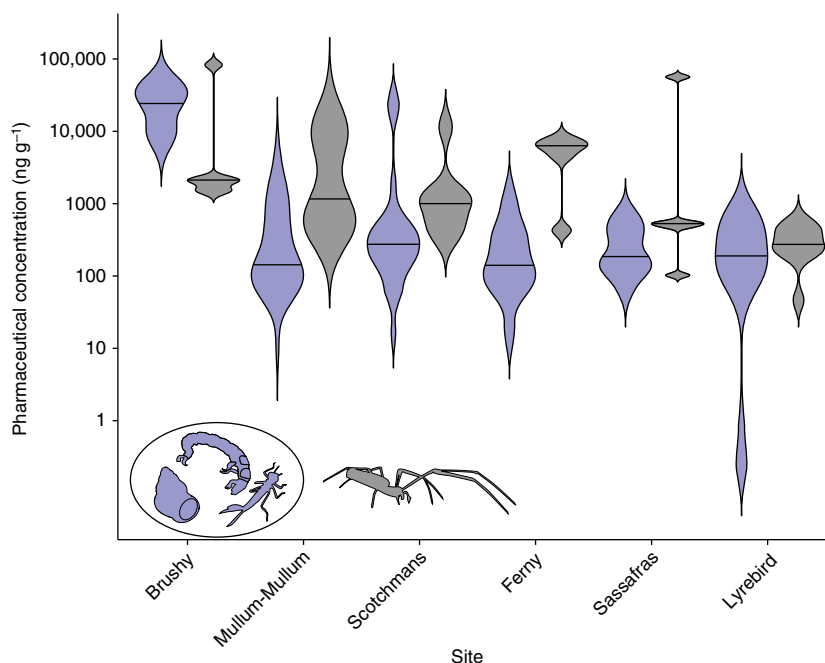 Pharmaceutical concentration (ng g⁻¹)
100,000
10,000
1000
100
10
1
Brushy
Mullum-Mullum
Scotchmans
Ferny
Sassafras
Lyrebird
Site